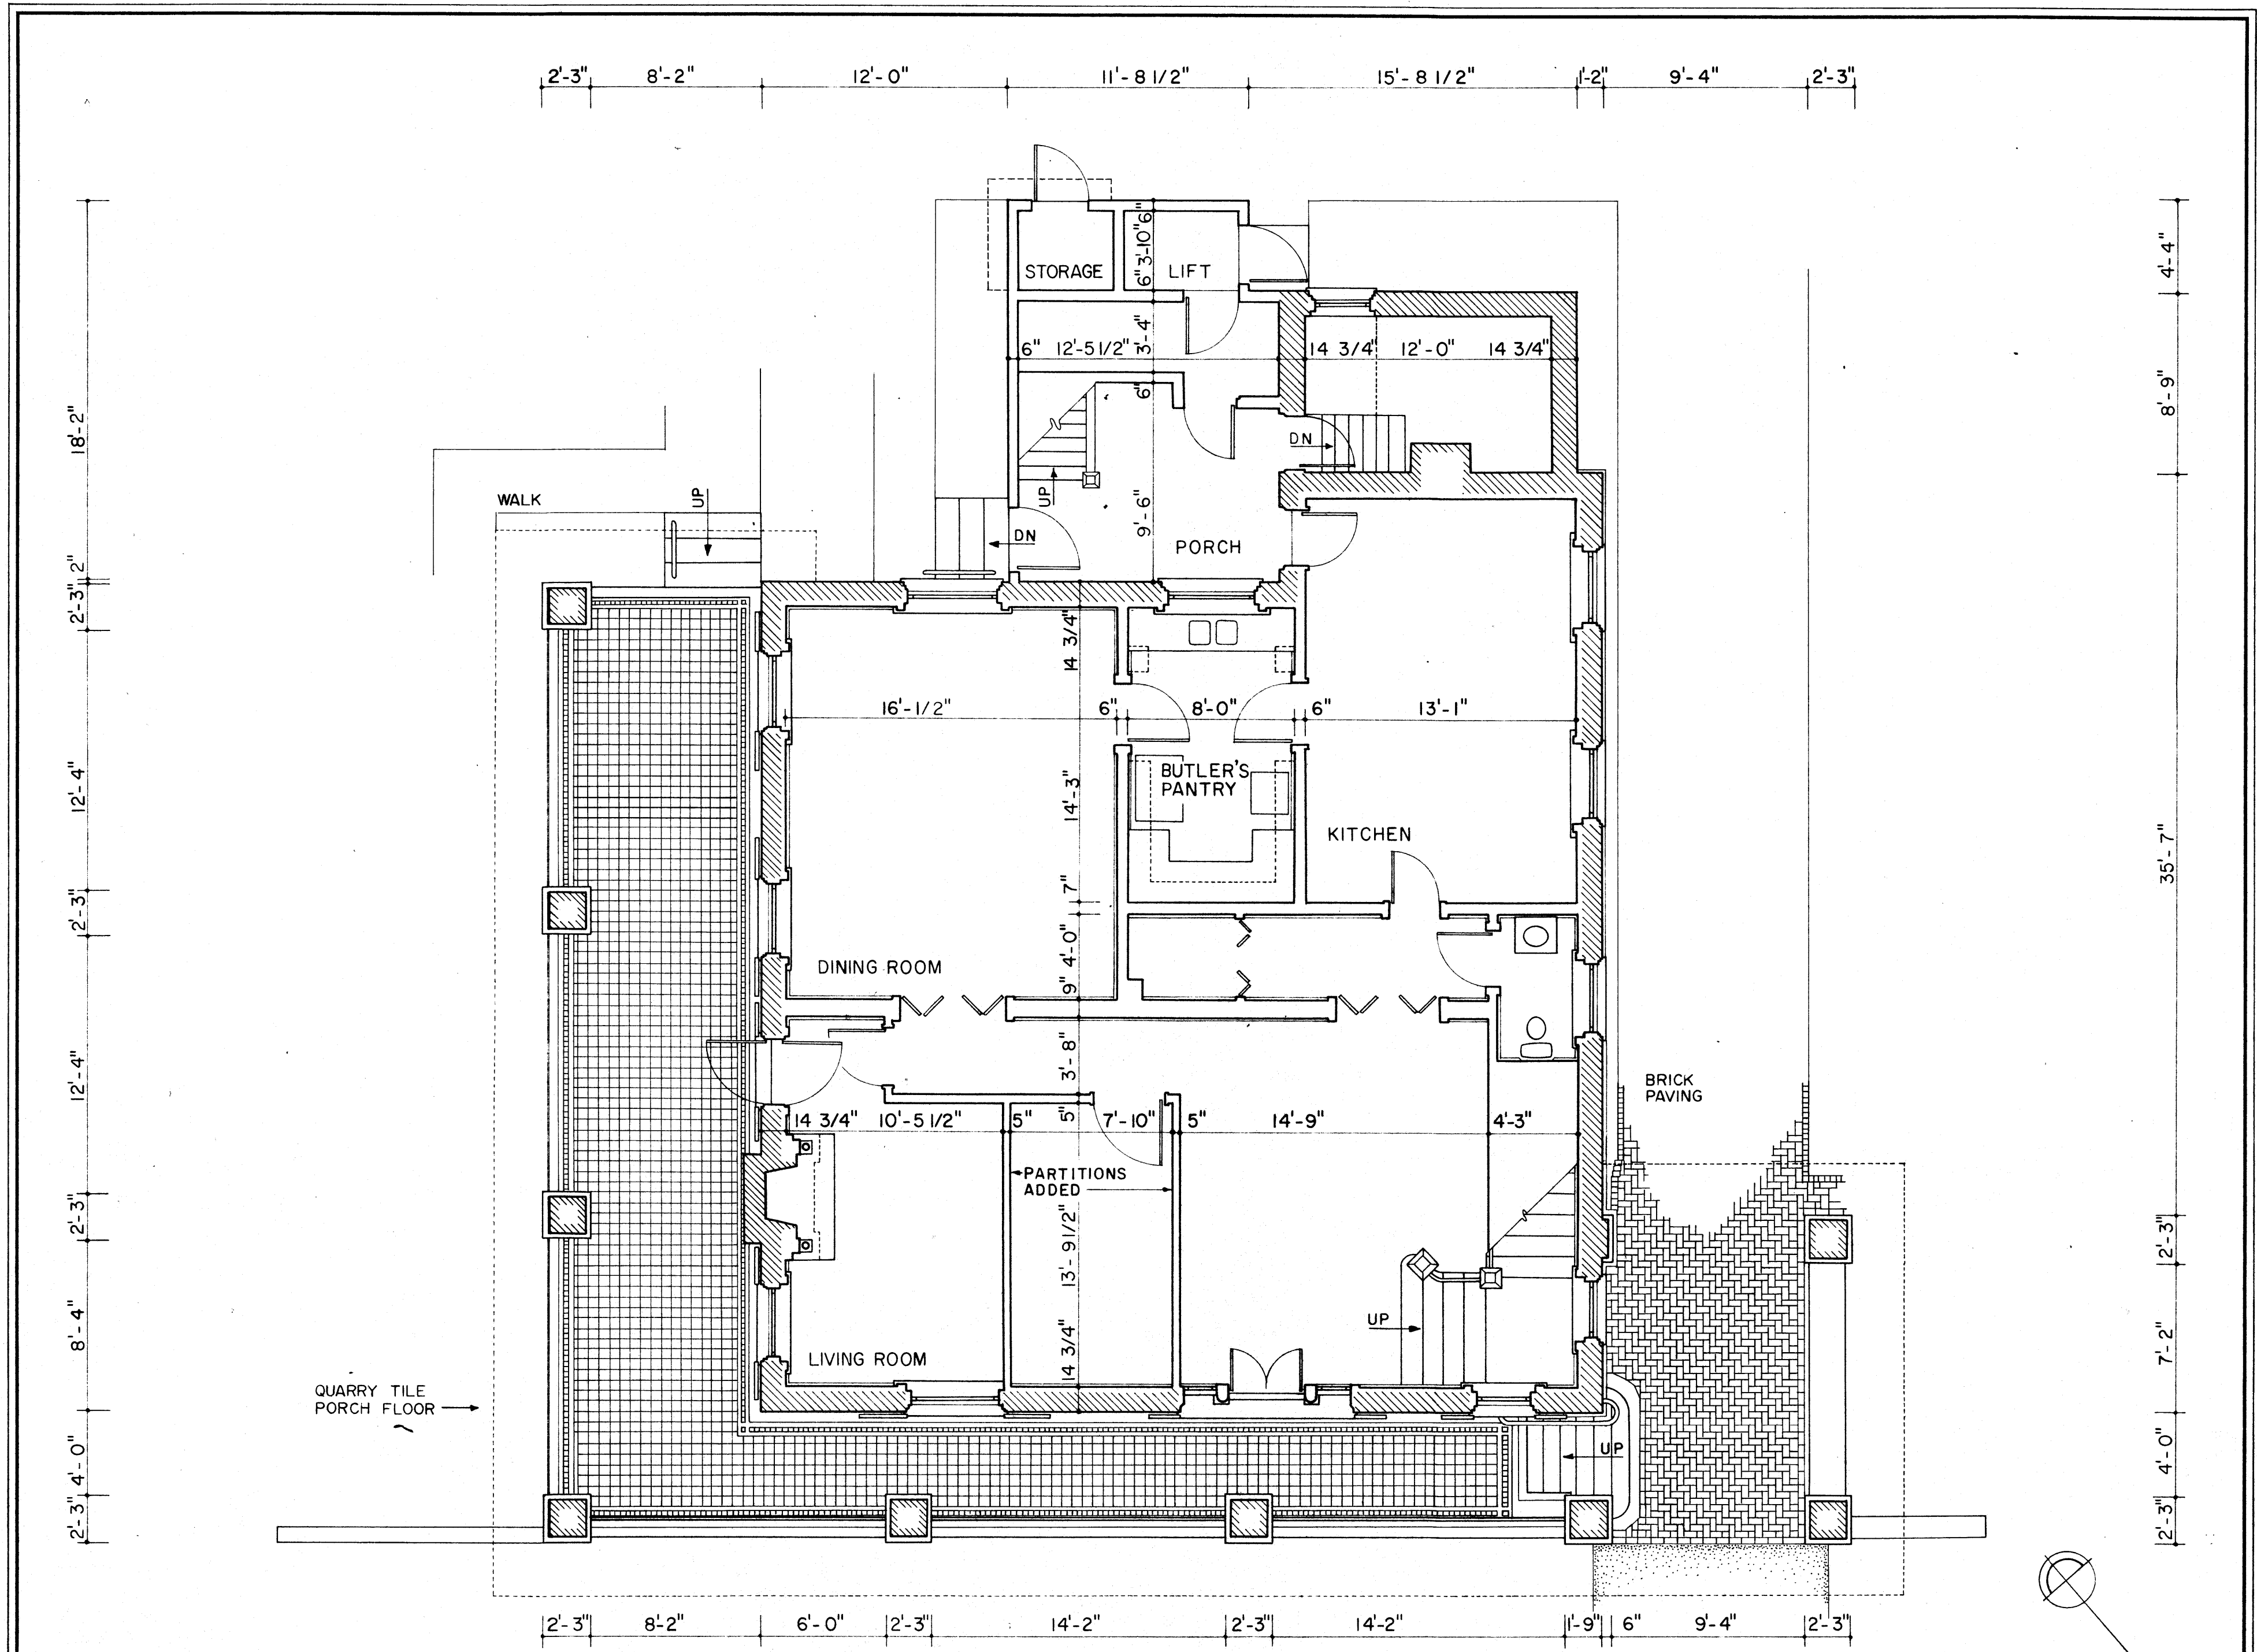 2'-3" 8'-2" 12'-0" 11'-8 1/2" 15'-8 1/2" 1'-2" 9'-4" 2'-3"
18'-2"
2"
2'-3"
12'-4"
2'-3"
12'-4"
2'-3"
8'-4"
4'-0"
2'-3"
STORAGE
6"
3'-10"
6"
LIFT
3'-4"
6" 12'-5 1/2" 14 3/4" 12'-0" 14 3/4"
6"
DN
UP
9'-6"
DN
PORCH
WALK
UP
14 3/4"
16'-1/2" 6" 8'-0" 6" 13'-1"
14'-3"
BUTLER'S
PANTRY
KITCHEN
7"
4'-0"
9"
DINING ROOM
3'-8"
5"
14 3/4" 10'-5 1/2" 5" 7'-10" 5" 14'-9" 4'-3"
PARTITIONS
ADDED
13'-9 1/2"
14 3/4"
UP
LIVING ROOM
QUARRY TILE
PORCH FLOOR
BRICK
PAVING
UP
4'-4"
8'-9"
35'-7"
2'-3"
7'-2"
4'-0"
2'-3"
2'-3" 8'-2" 6'-0" 2'-3" 14'-2" 2'-3" 14'-2" 1'-9" 6" 9'-4" 2'-3"